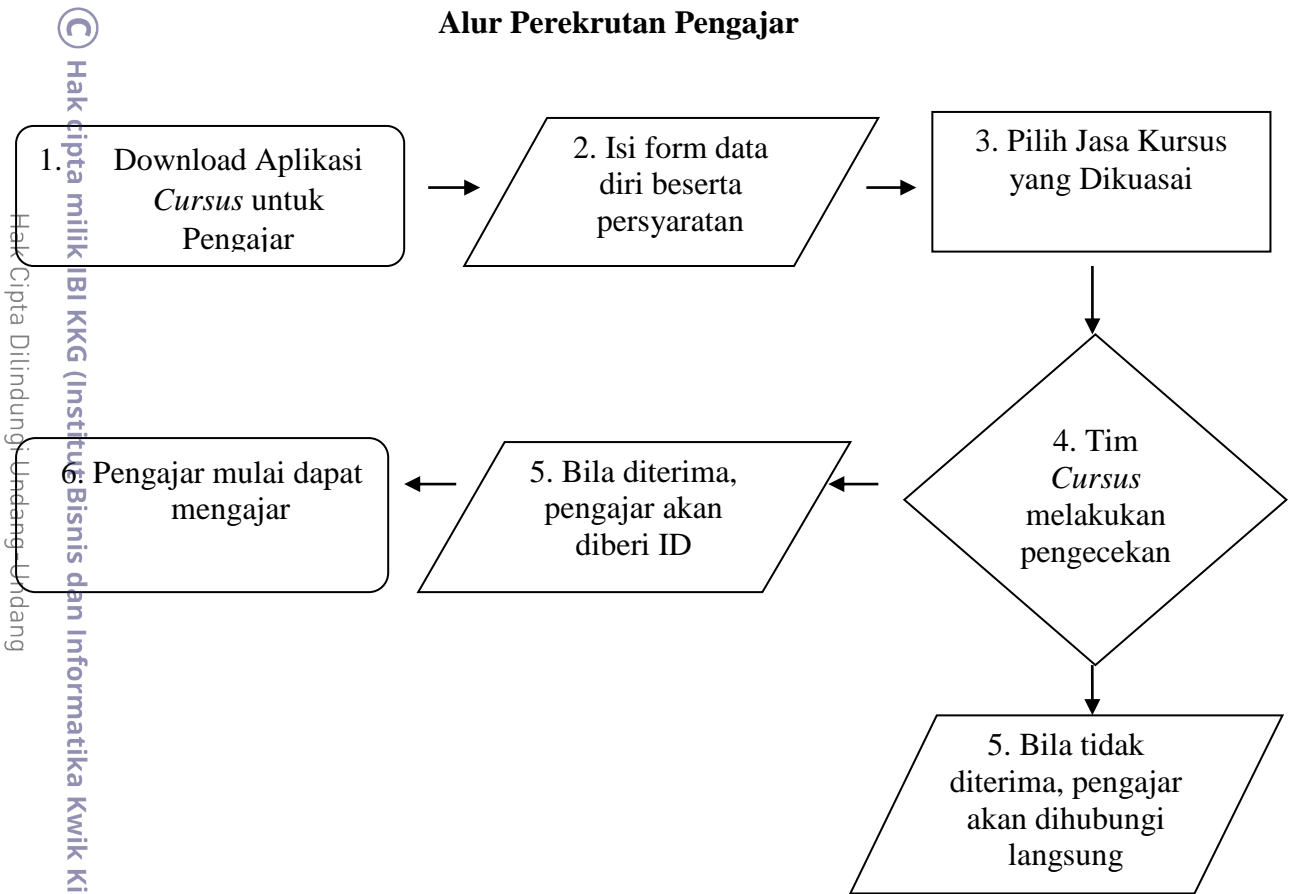 Alur Perekrutan Pengajar
1. Download Aplikasi
Cursus untuk
Pengajar
2. Isi form data
diri beserta
persyaratan
3. Pilih Jasa Kursus
yang Dikuasai
4. Tim
Cursus
melakukan
pengecekan
5. Bila diterima,
pengajar akan
diberi ID
6. Pengajar mulai dapat
mengajar
5. Bila tidak
diterima, pengajar
akan dihubungi
langsung
© Hak cipta milik IBI KKG (Institut Bisnis dan Informatika Kwik Ki
Hak Cipta Dilindungi Undang-Undang